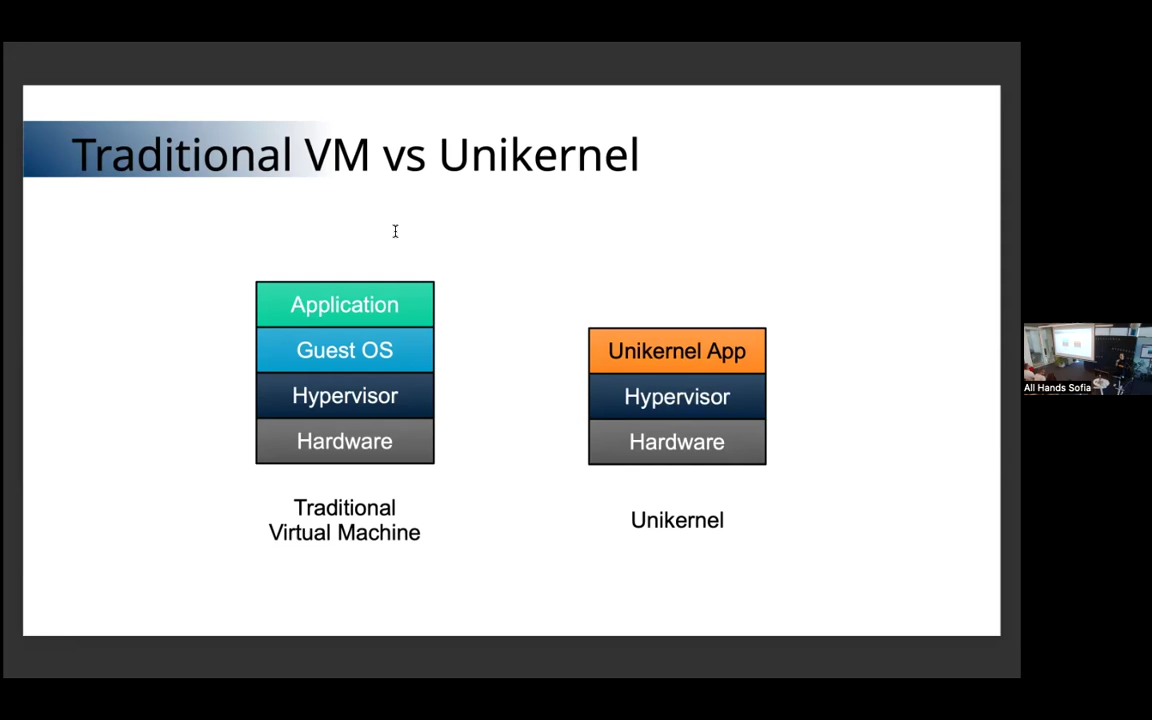 Traditional VM vs Unikernel
Application
Guest OS
Hypervisor
Hardware
Traditional
Virtual Machine
Unikernel App
Hypervisor
Hardware
Unikernel
All Hands Sofia